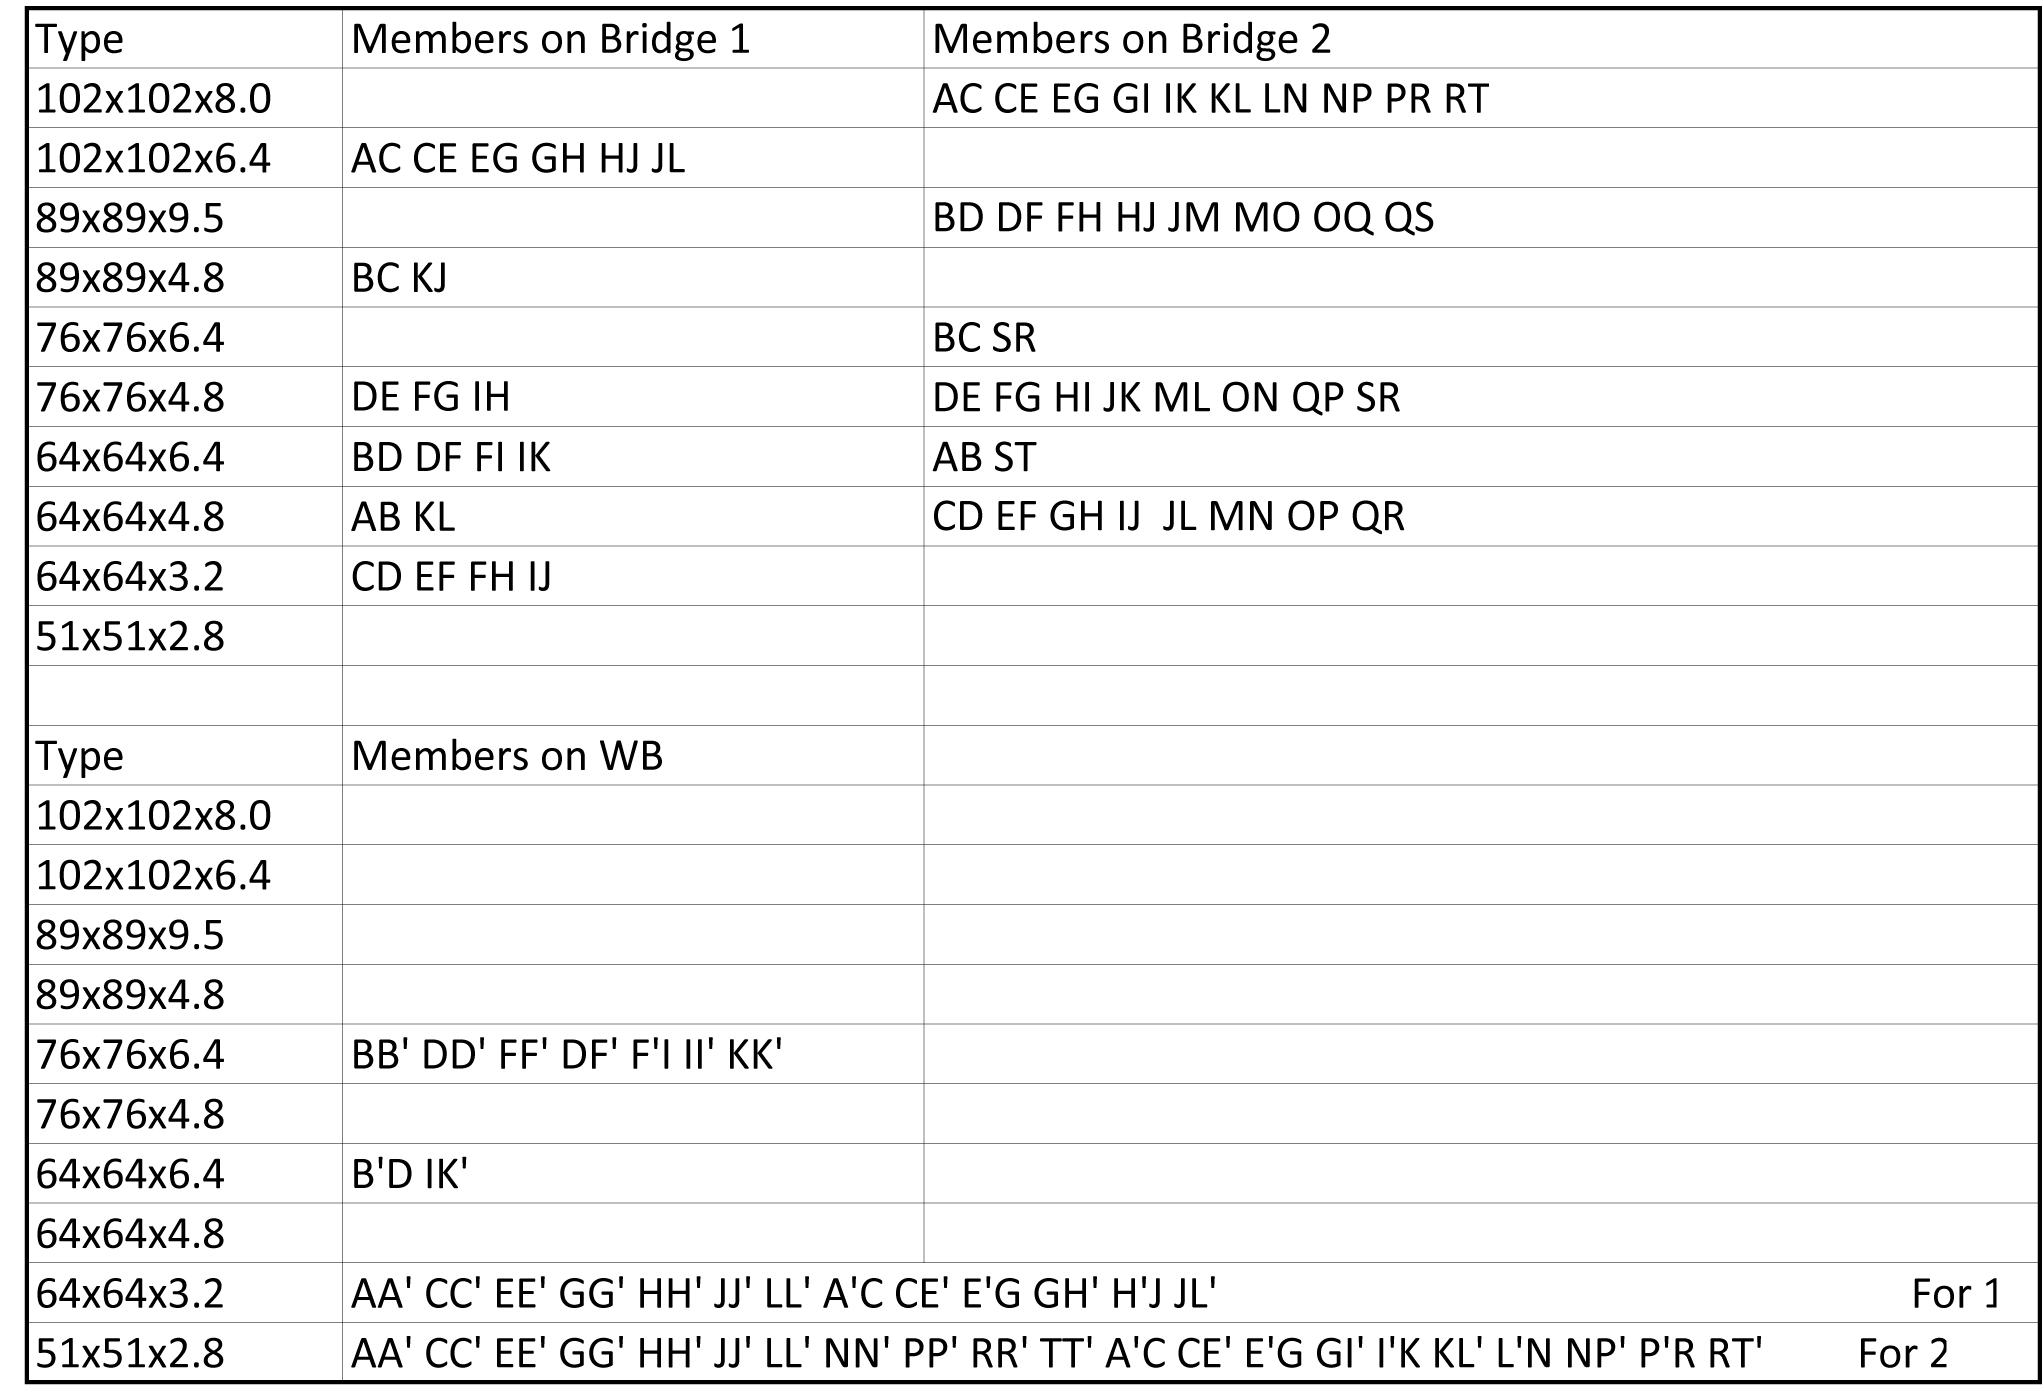 Type Members on Bridge 1 Members on Bridge 2
102x102x8.0 AC CE EG GI IK KL LN NP PR RT
102x102x6.4 AC CE EG GH HJ JL
89x89x9.5 BD DF FH HJ JM MO OQ QS
89x89x4.8 BC KJ
76x76x6.4 BC SR
76x76x4.8 DE FG IH DE FG HI JK ML ON QP SR
64x64x6.4 BD DF FI IK AB ST
64x64x4.8 AB KL CD EF GH IJ JL MN OP QR
64x64x3.2 CD EF FH IJ
51x51x2.8
Type Members on WB
102x102x8.0
102x102x6.4
89x89x9.5
89x89x4.8
76x76x6.4 BB' DD' FF' DF' F'I II' KK'
76x76x4.8
64x64x6.4 B'D IK'
64x64x4.8
64x64x3.2 AA' CC' EE' GG' HH' JJ' LL' A'C CE' E'G GH' H'J JL' For 1
51x51x2.8 AA' CC' EE' GG' HH' JJ' LL' NN' PP' RR' TT' A'C CE' E'G GI' I'K KL' L'N NP' P'R RT' For 2